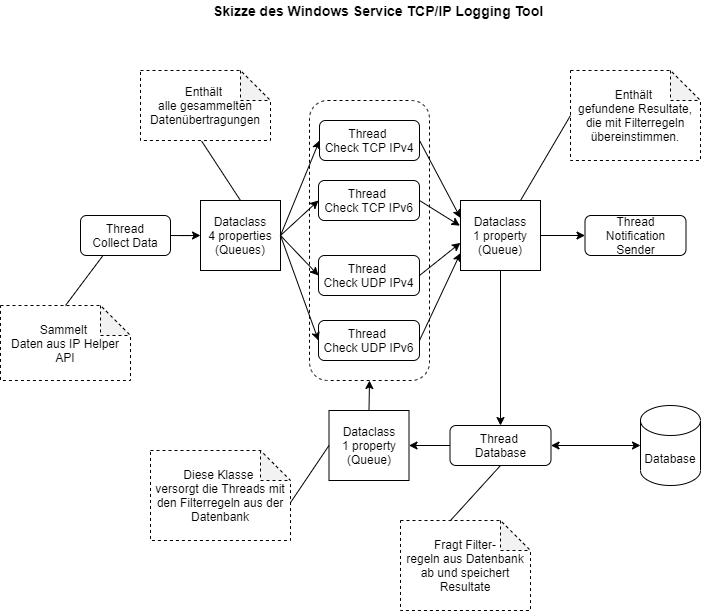 Skizze des Windows Service TCP/IP Logging Tool
Enthält
alle gesammelten
Datenübertragungen
Enthält
gefundene Resultate,
die mit Filterregeln
übereinstimmen.
Thread
Check TCP IPv4
Thread
Check TCP IPv6
Thread
Collect Data
Dataclass
4 properties
(Queues)
Dataclass
1 property
(Queue)
Thread
Notification
Sender
Thread
Check UDP IPv4
Sammelt
Daten aus IP Helper
API
Thread
Check UDP IPv6
Dataclass
1 property
(Queue)
Thread
Database
Database
Diese Klasse
versorgt die Threads mit
den Filterregeln aus der
Datenbank
Fragt Filter-
regeln aus Datenbank
ab und speichert
Resultate